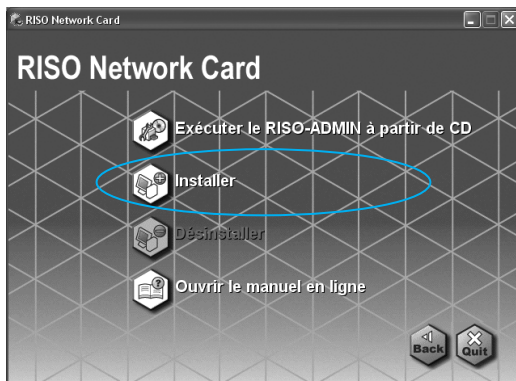 RISO Network Card
RISO Network Card
Exécuter le RISO-ADMIN à partir de CD
Installer
Désinstaller
Ouvrir le manuel en ligne
Back
Quit